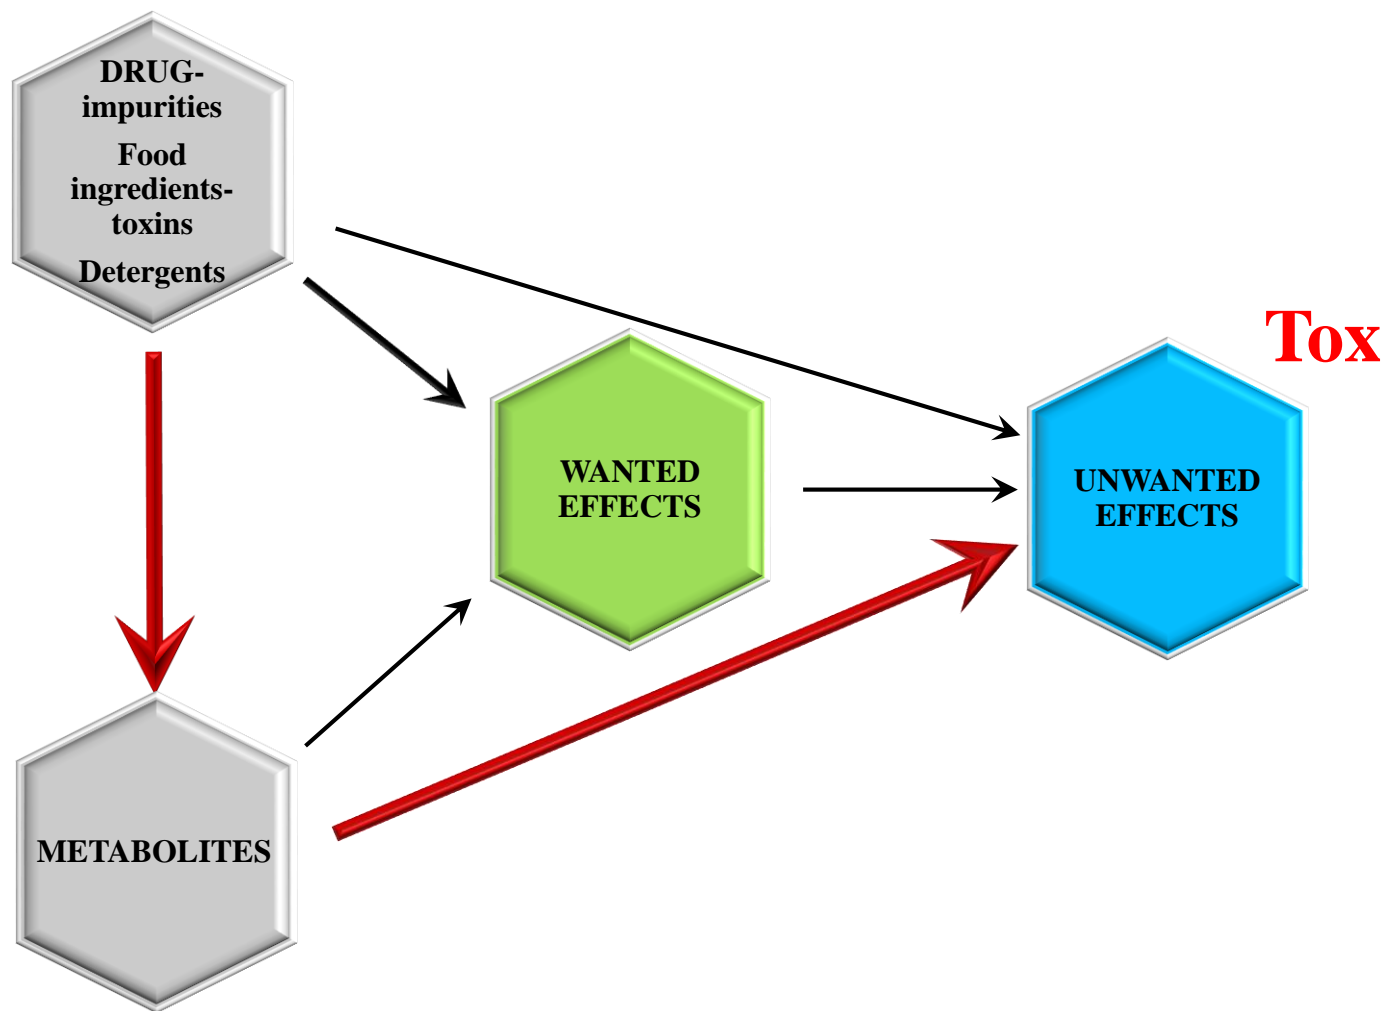 DRUG-
impurities
Food
ingredients-
toxins
Detergents
Tox
WANTED
EFFECTS
UNWANTED
EFFECTS
METABOLITES